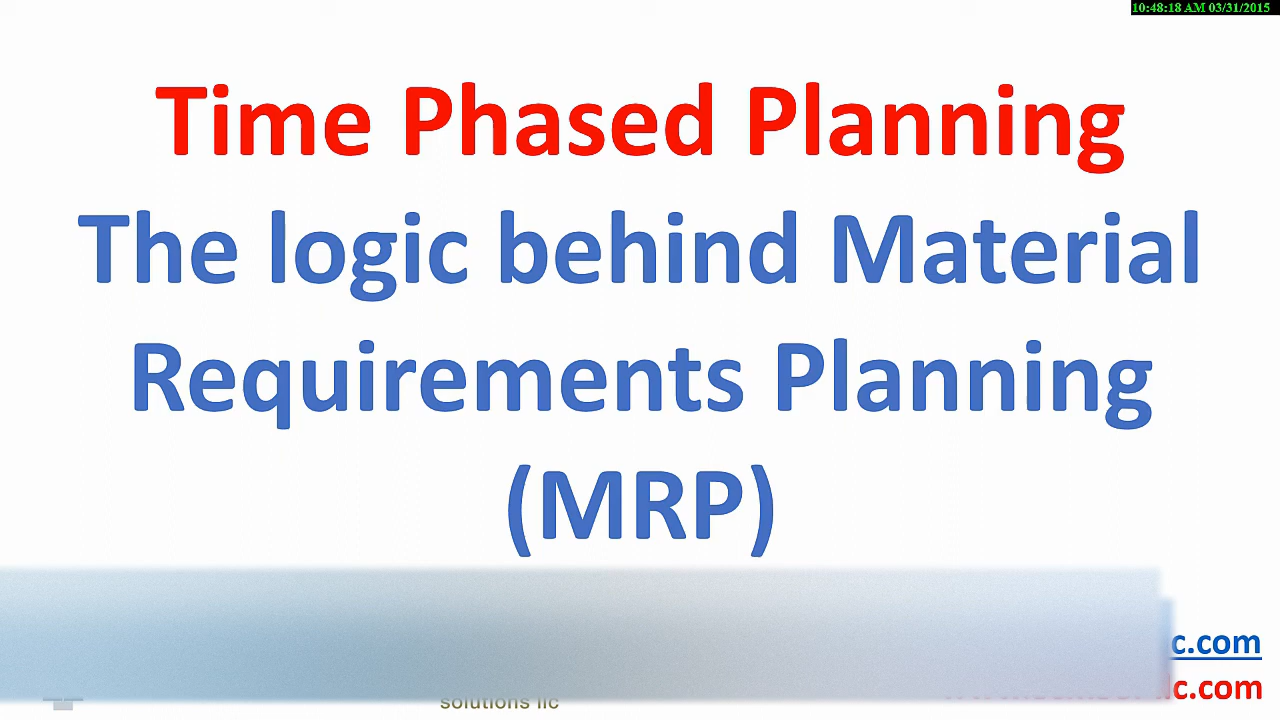 10:48:18 AM 03/31/2015
Time Phased Planning
The logic behind Material
Requirements Planning
(MRP)
c.com
solutions llc
llc.com